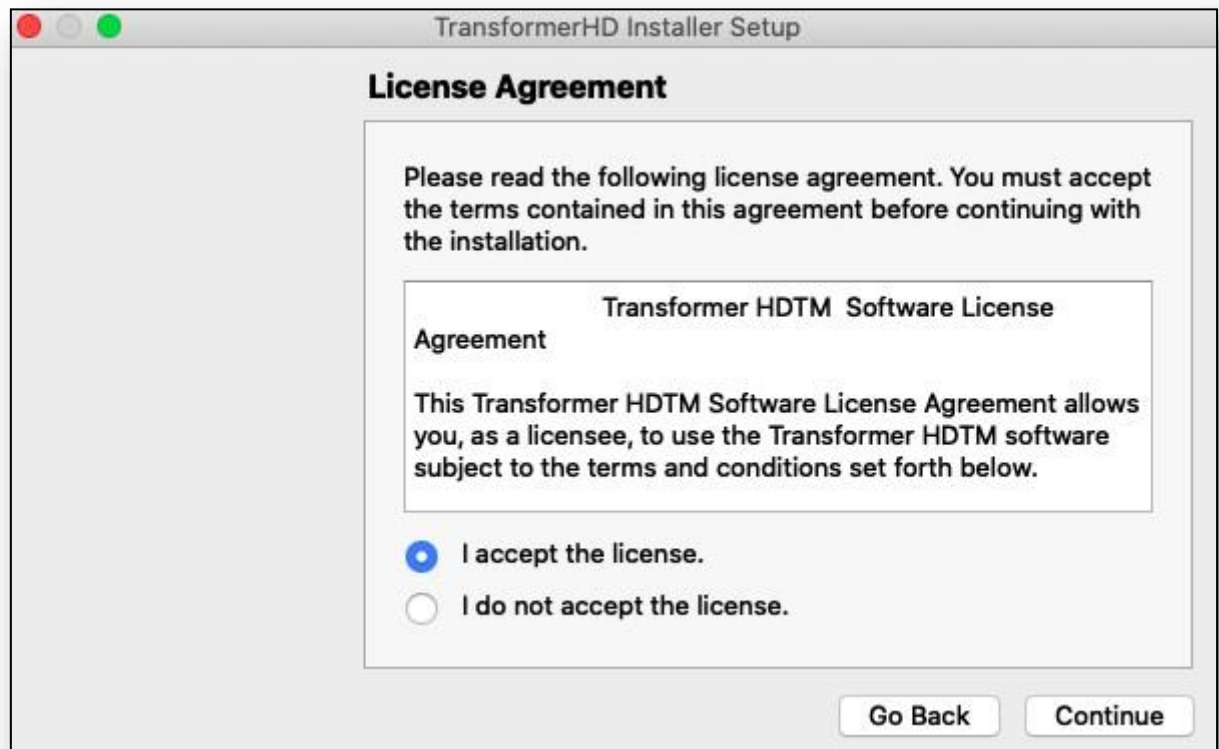 TransformerHD Installer Setup
License Agreement
Please read the following license agreement. You must accept
the terms contained in this agreement before continuing with
the installation.
Transformer HDTM  Software License
Agreement
This Transformer HDTM Software License Agreement allows
you, as a licensee, to use the Transformer HDTM software
subject to the terms and conditions set forth below.
I accept the license.
I do not accept the license.
Go Back
Continue